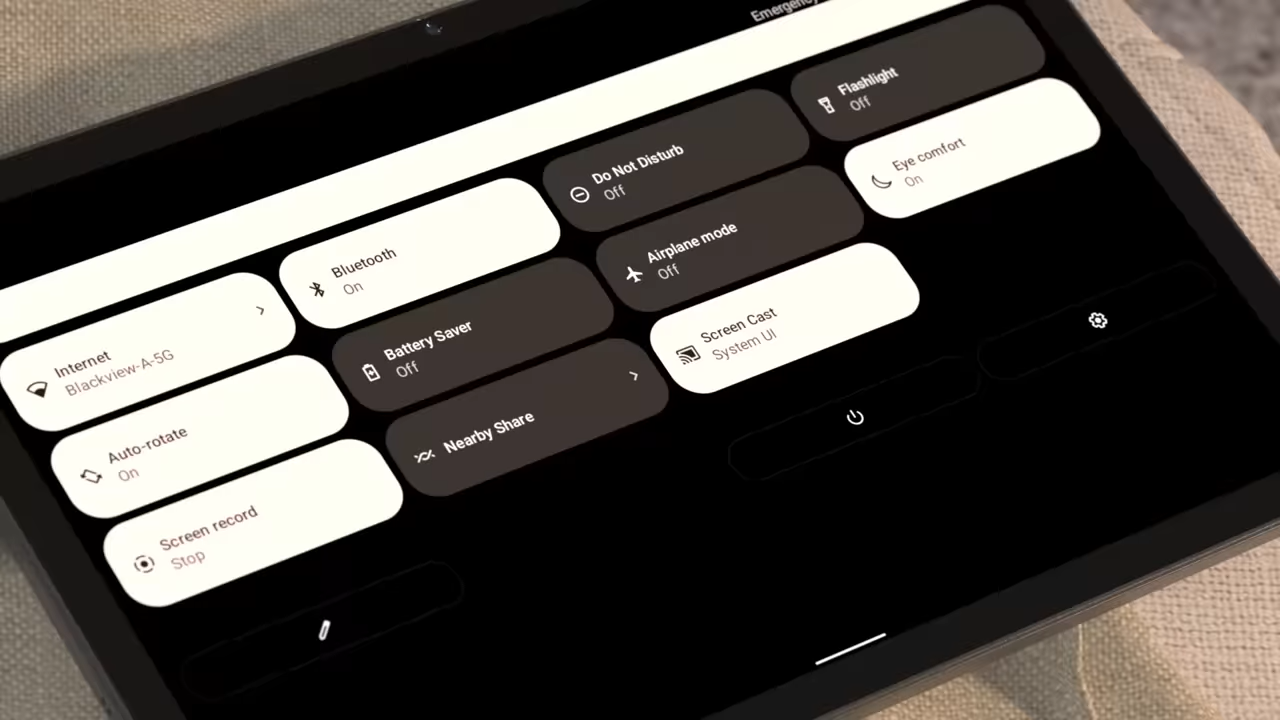 Emergency
Internet
Blackview-A-5G
Bluetooth
On
Do Not Disturb
Off
Flashlight
Off
Auto-rotate
On
Battery Saver
Off
Airplane mode
Off
Eye comfort
On
Screen record
Stop
Nearby Share
Screen Cast
System UI